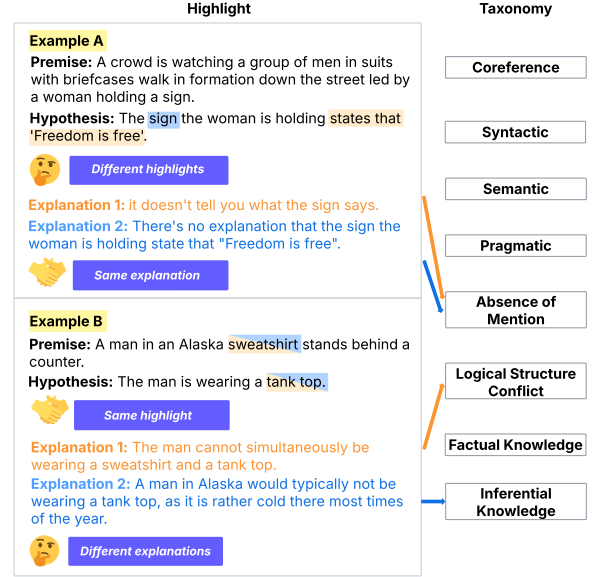 Highlight
Taxonomy
Example A
Premise: A crowd is watching a group of men in suits
with briefcases walk in formation down the street led by
a woman holding a sign.
Hypothesis: The sign the woman is holding states that
'Freedom is free'.
Different highlights
Explanation 1: it doesn't tell you what the sign says.
Explanation 2: There's no explanation that the sign the
woman is holding state that "Freedom is free".
Same explanation
Example B
Premise: A man in an Alaska sweatshirt stands behind a
counter.
Hypothesis: The man is wearing a tank top.
Same highlight
Explanation 1: The man cannot simultaneously be
wearing a sweatshirt and a tank top.
Explanation 2: A man in Alaska would typically not be
wearing a tank top, as it is rather cold there most times
of the year.
Different explanations
Coreference
Syntactic
Semantic
Pragmatic
Absence of
Mention
Logical Structure
Conflict
Factual Knowledge
Inferential
Knowledge